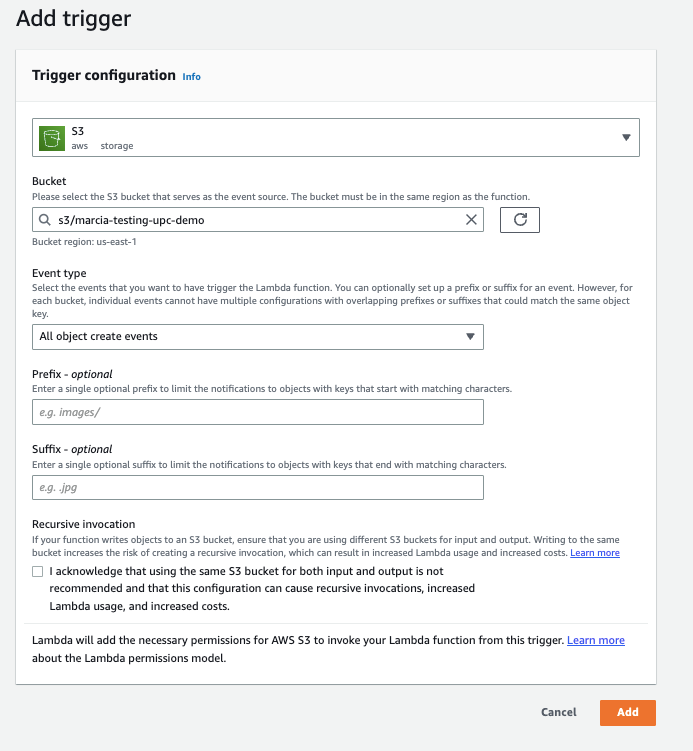 Add trigger
Trigger configuration Info
S3
aws storage
Bucket
Please select the S3 bucket that serves as the event source. The bucket must be in the same region as the function.
s3/marcia-testing-upc-demo
Bucket region: us-east-1
Event type
Select the events that you want to have trigger the Lambda function. You can optionally set up a prefix or suffix for an event. However, for
each bucket, individual events cannot have multiple configurations with overlapping prefixes or suffixes that could match the same object
key.
All object create events
Prefix - optional
Enter a single optional prefix to limit the notifications to objects with keys that start with matching characters.
e.g. images/
Suffix - optional
Enter a single optional suffix to limit the notifications to objects with keys that end with matching characters.
e.g. .jpg
Recursive invocation
If your function writes objects to an S3 bucket, ensure that you are using different S3 buckets for input and output. Writing to the same
bucket increases the risk of creating a recursive invocation, which can result in increased Lambda usage and increased costs. Learn more
I acknowledge that using the same S3 bucket for both input and output is not
recommended and that this configuration can cause recursive invocations, increased
Lambda usage, and increased costs.
Lambda will add the necessary permissions for AWS S3 to invoke your Lambda function from this trigger. Learn more
about the Lambda permissions model.
Cancel Add